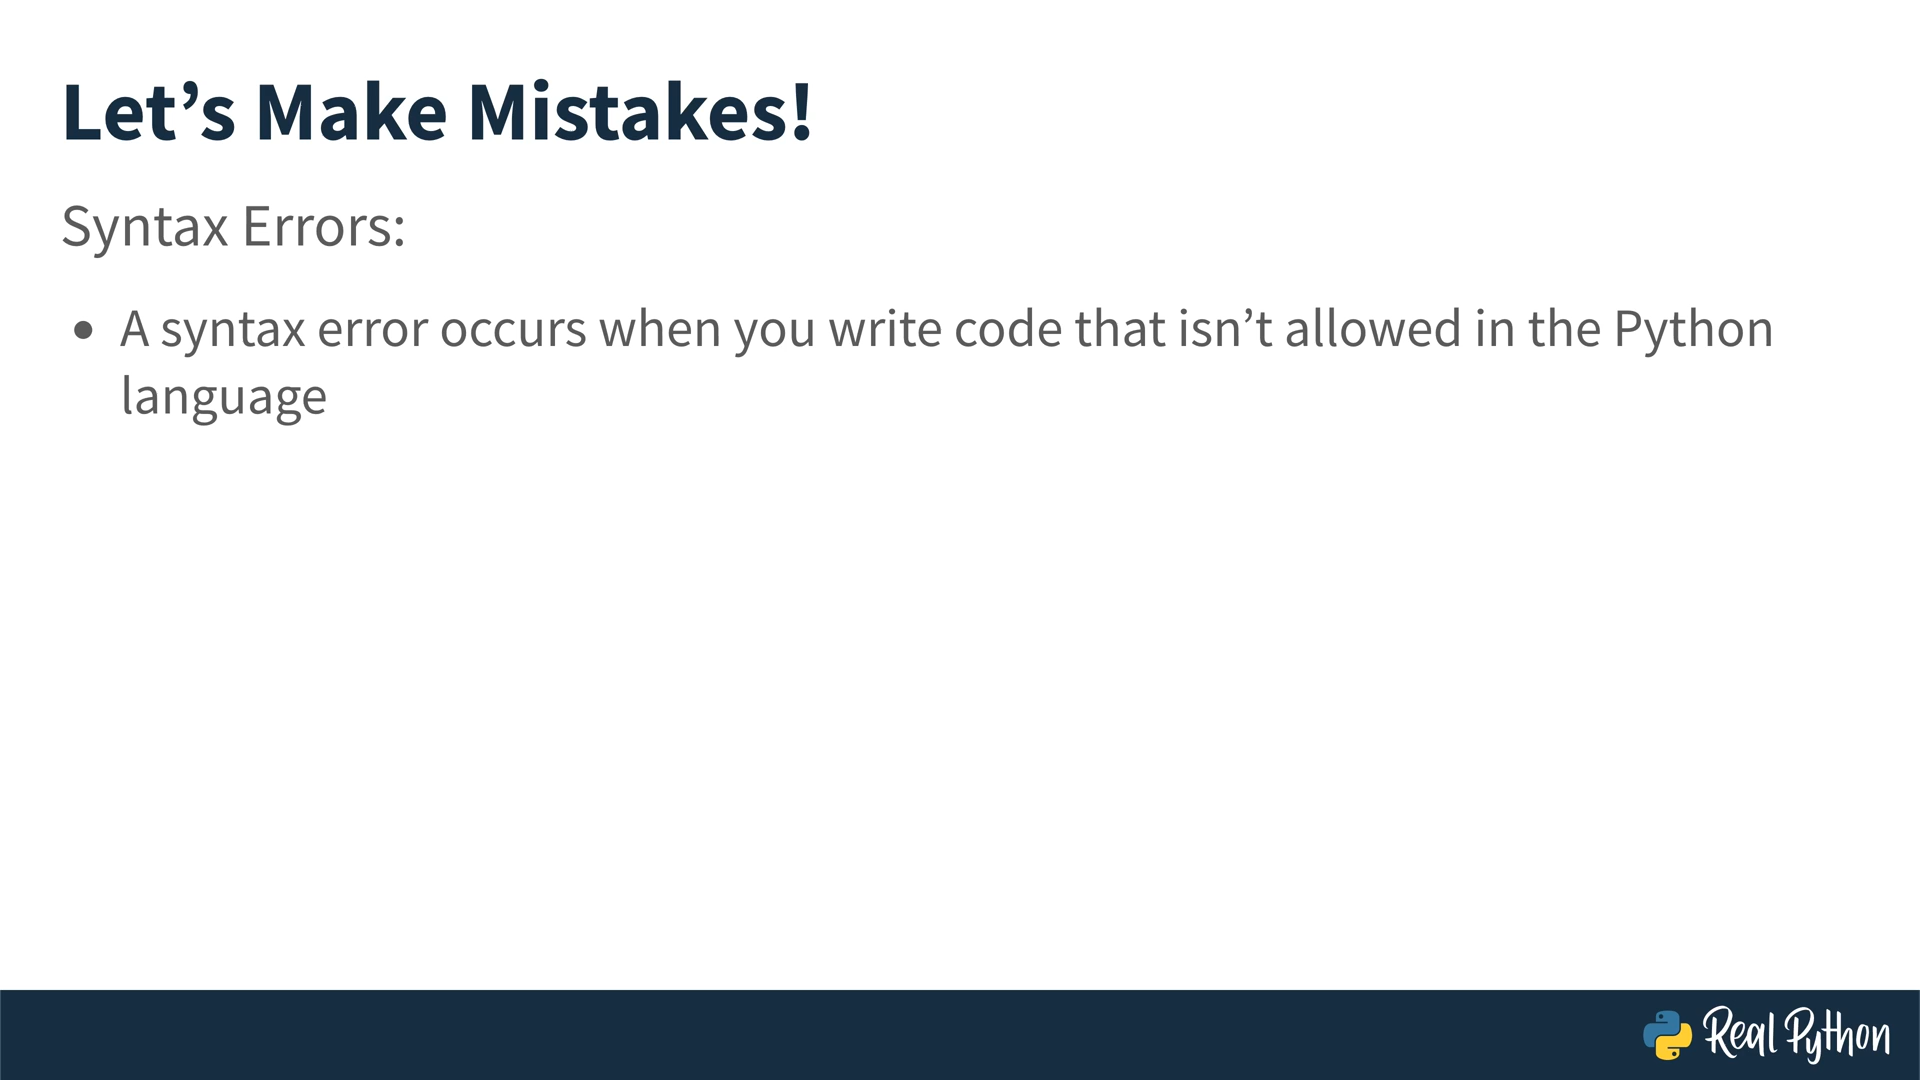 Let’s Make Mistakes!
Syntax Errors:
• A syntax error occurs when you write code that isn’t allowed in the Python
language
Real Python